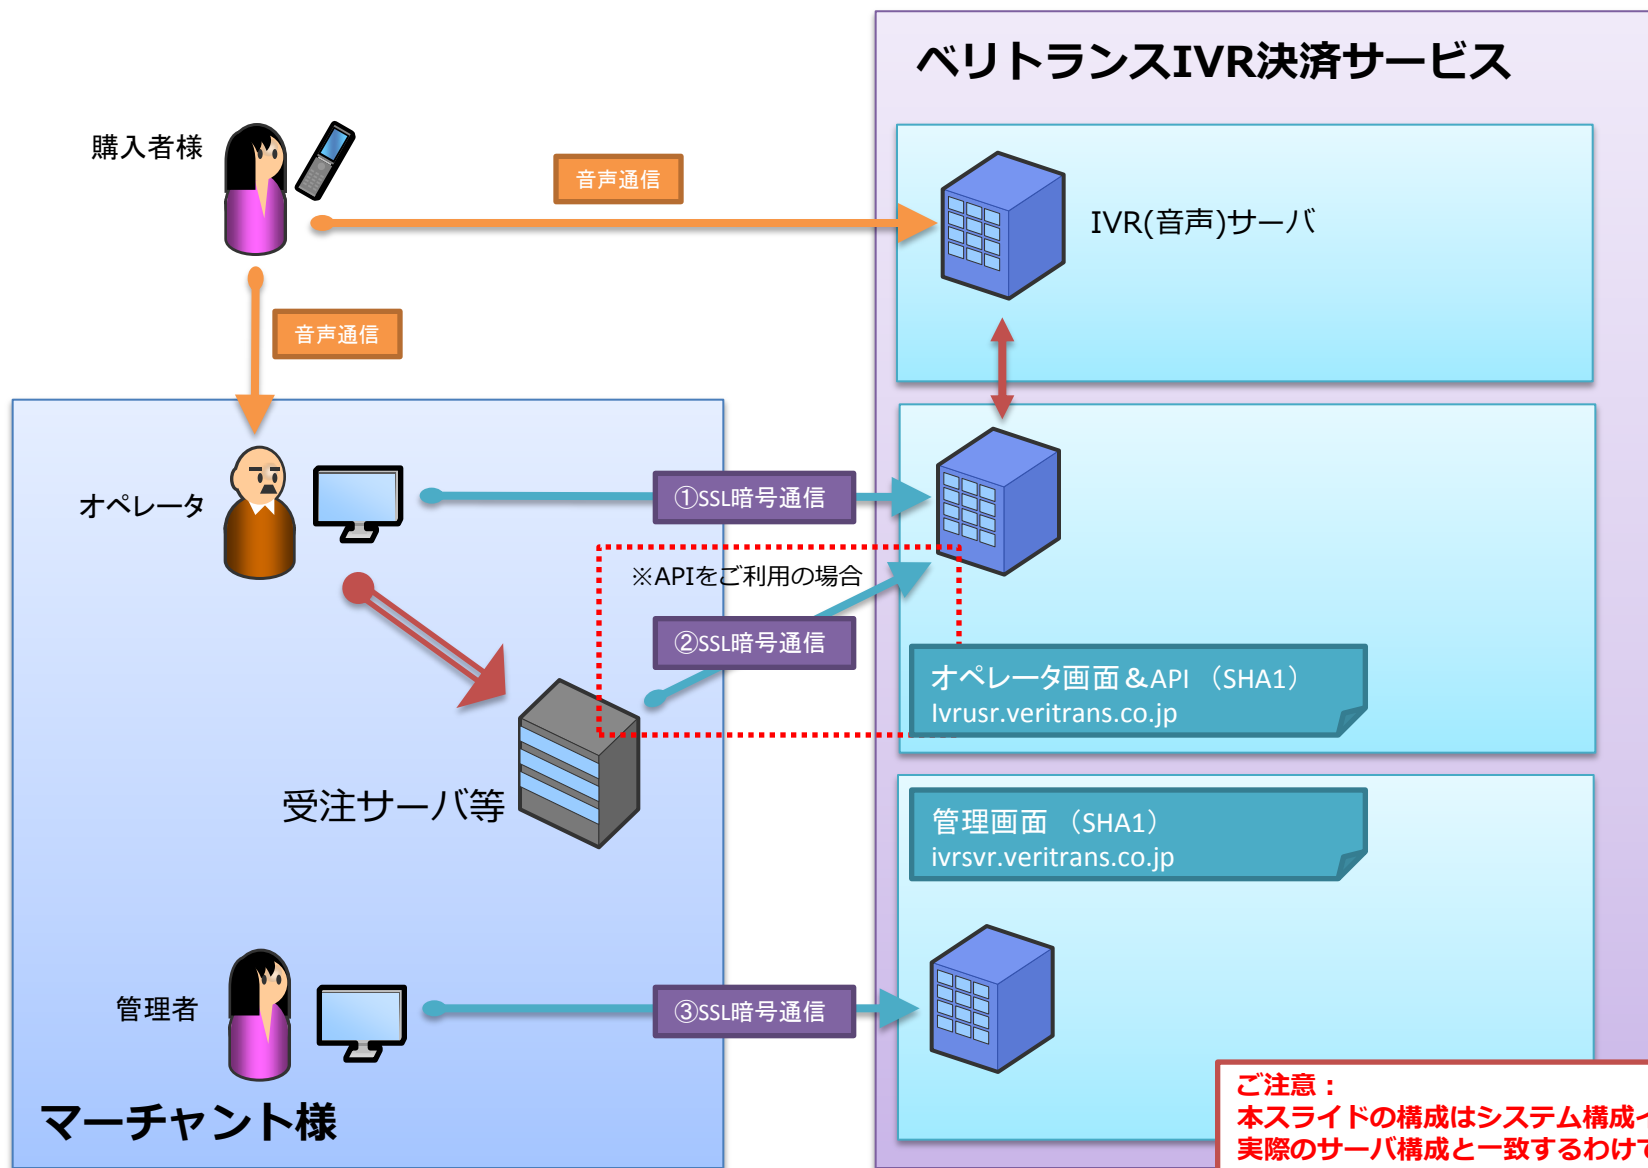 ベリトランスIVR決済サービス
購入者様
音声通信
IVR(音声)サーバ
音声通信
オペレータ
①SSL暗号通信
※APIをご利用の場合
②SSL暗号通信
オペレータ画面＆API （SHA1）
Ivrusr.veritrans.co.jp
受注サーバ等
管理画面 （SHA1）
ivrsvr.veritrans.co.jp
管理者
③SSL暗号通信
マーチャント様
ご注意：
本スライドの構成はシステム構成イ
実際のサーバ構成と一致するわけで